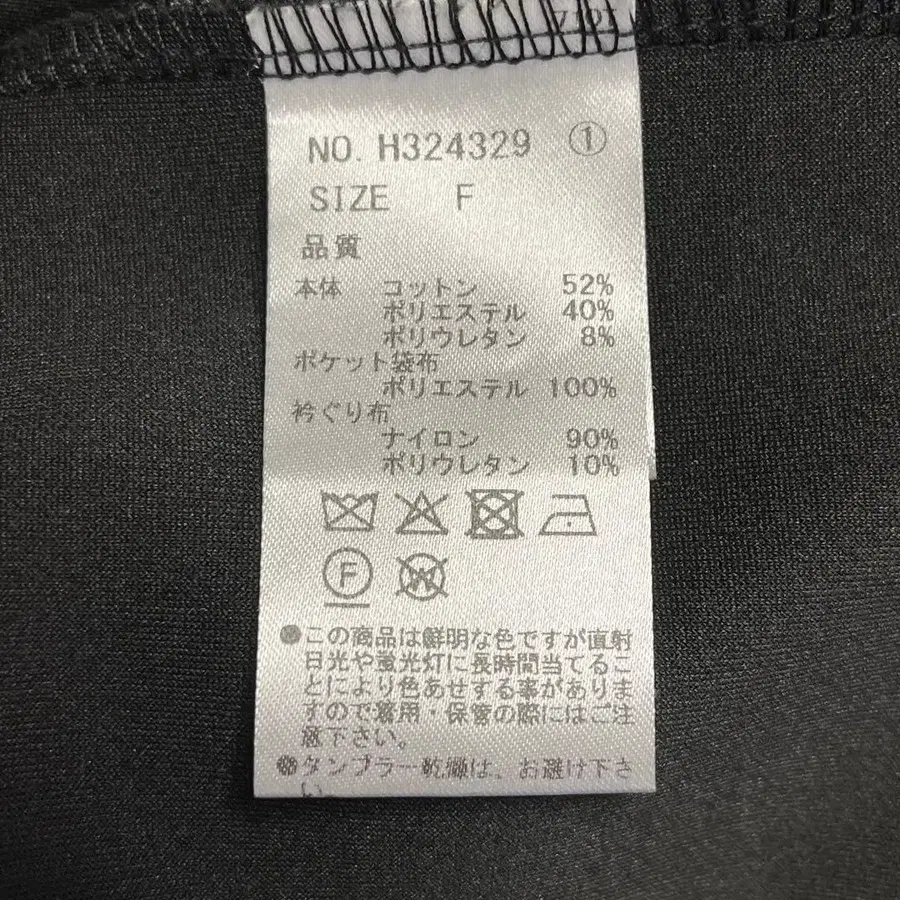 NO. H324329 ①
SIZE F
品質
本体 コットン 52%
ポリエステル 40%
ポリウレタン 8%
ポケット袋布
ポリエステル 100%
衿ぐり布
ナイロン 90%
ポリウレタン 10%
F
W
●この商品は鮮明な色ですが直射
日光や蛍光灯に長時間当てるこ
とにより色あせする事がありま
すので着用・保管の際にはご注
意下さい。
●タンブラー乾燥は、お避け下さ
い